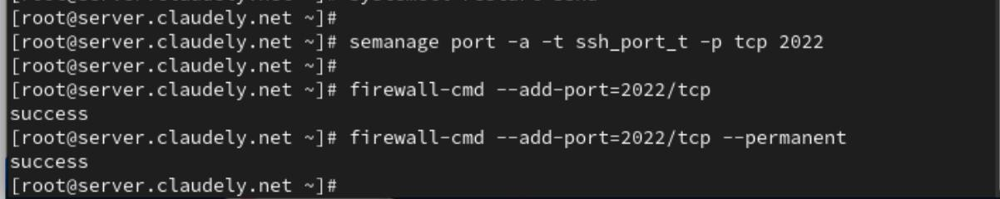 [root@server.claudely.net ~]#
[root@server.claudely.net ~]# semanage port -a -t ssh_port_t -p tcp 2022
[root@server.claudely.net ~]#
[root@server.claudely.net ~]# firewall-cmd --add-port=2022/tcp
success
[root@server.claudely.net ~]# firewall-cmd --add-port=2022/tcp --permanent
success
[root@server.claudely.net ~]#